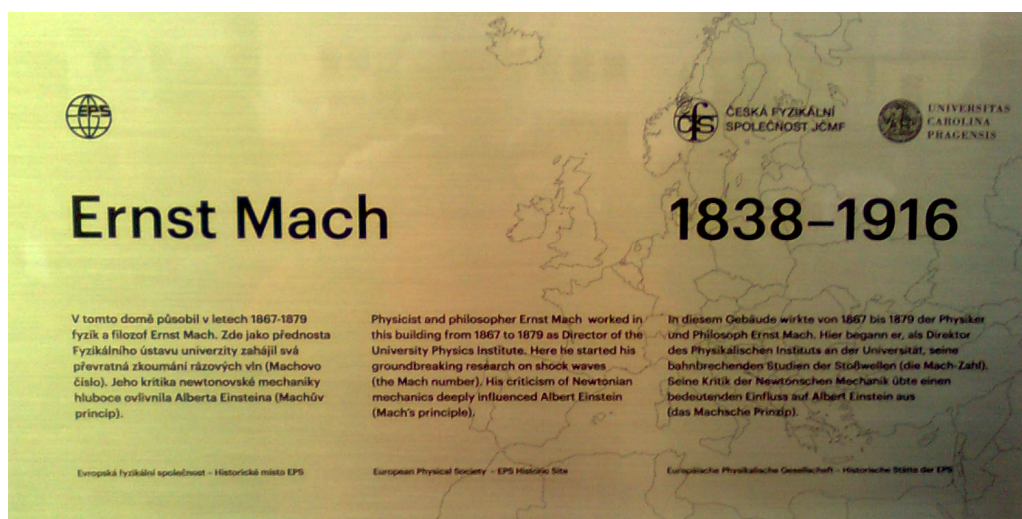 EPS
cfs
ČESKÁ FYZIKÁLNÍ
SPOLEČNOST JČMF
UNIVERSITAS
CAROLINA
PRAGENSIS
Ernst Mach
1838–1916
V tomto domě působil v letech 1867-1879
fyzik a filozof Ernst Mach. Zde jako přednosta
Fyzikálního ústavu univerzity zahájil svá
převratná zkoumání rázových vln (Machovo
číslo). Jeho kritika newtonovské mechaniky
hluboce ovlivnila Alberta Einsteina (Machův
princip).
Physicist and philosopher Ernst Mach worked in
this building from 1867 to 1879 as Director of the
University Physics Institute. Here he started his
groundbreaking research on shock waves
(the Mach number). His criticism of Newtonian
mechanics deeply influenced Albert Einstein
(Mach's principle).
In diesem Gebäude wirkte von 1867 bis 1879 der Physiker
und Philosoph Ernst Mach. Hier begann er, als Direktor
des Physikalischen Instituts an der Universität, seine
bahnbrechenden Studien der Stoßwellen (die Mach-Zahl).
Seine Kritik der Newtonschen Mechanik übte einen
bedeutenden Einfluss auf Albert Einstein aus
(das Machsche Prinzip).
Evropská fyzikální společnost – Historické místo EPS
European Physical Society – EPS Historic Site
Europäische Physikalische Gesellschaft – Historische Stätte der EPS